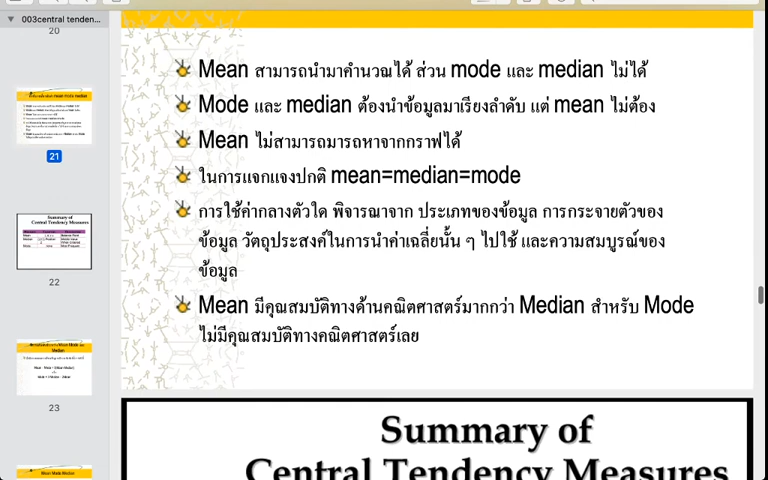 003central tenden...
20
Mean สามารถนำมาคำนวณได้ ส่วน mode และ median ไม่ได้
Mode และ median ต้องนำข้อมูลมาเรียงลำดับ แต่ mean ไม่ต้อง
Mean ไม่สามารถมารถหาจากกราฟได้
ในการแจกแจงปกติ mean=median=mode
การใช้ค่ากลางตัวใด พิจารณาจาก ประเภทของข้อมูล การกระจายตัวของ
ข้อมูล วัตถุประสงค์ในการนำค่าเฉลี่ยนั้น ๆ ไปใช้ และความสมบูรณ์ของ
ข้อมูล
Mean มีคุณสมบัติทางด้านคณิตศาสตร์มากกว่า Median สำหรับ Mode
ไม่มีคุณสมบัติทางคณิตศาสตร์เลย
21
Summary of
Central Tendency Measures
22
23
Summary of
Central Tendency Measures
Mean Mode Median